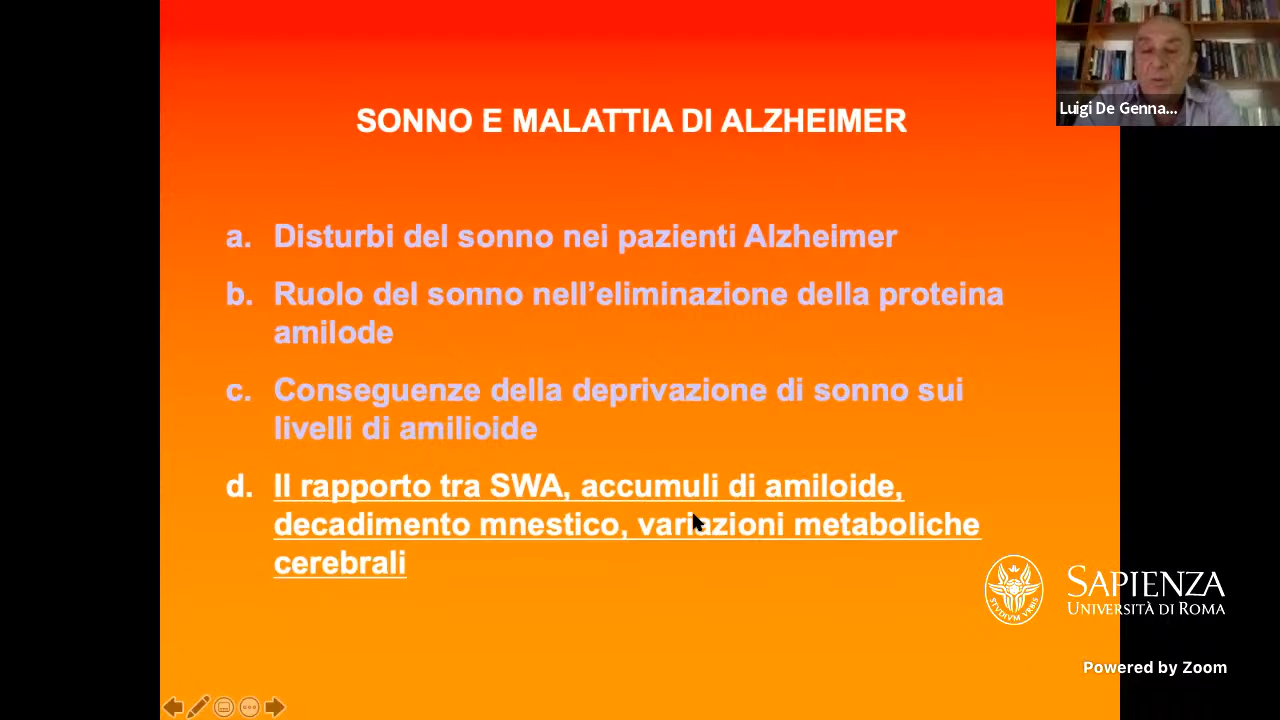 SONNO E MALATTIA DI ALZHEIMER
Luigi De Genna...
a. Disturbi del sonno nei pazienti Alzheimer
b. Ruolo del sonno nell’eliminazione della proteina
amilode
c. Conseguenze della deprivazione di sonno sui
livelli di amilioide
d. Il rapporto tra SWA, accumuli di amiloide,
decadimento mnestico, variazioni metaboliche
cerebrali
STVDIVM VRBIS
SAPIENZA
UNIVERSITÀ DI ROMA
Powered by Zoom